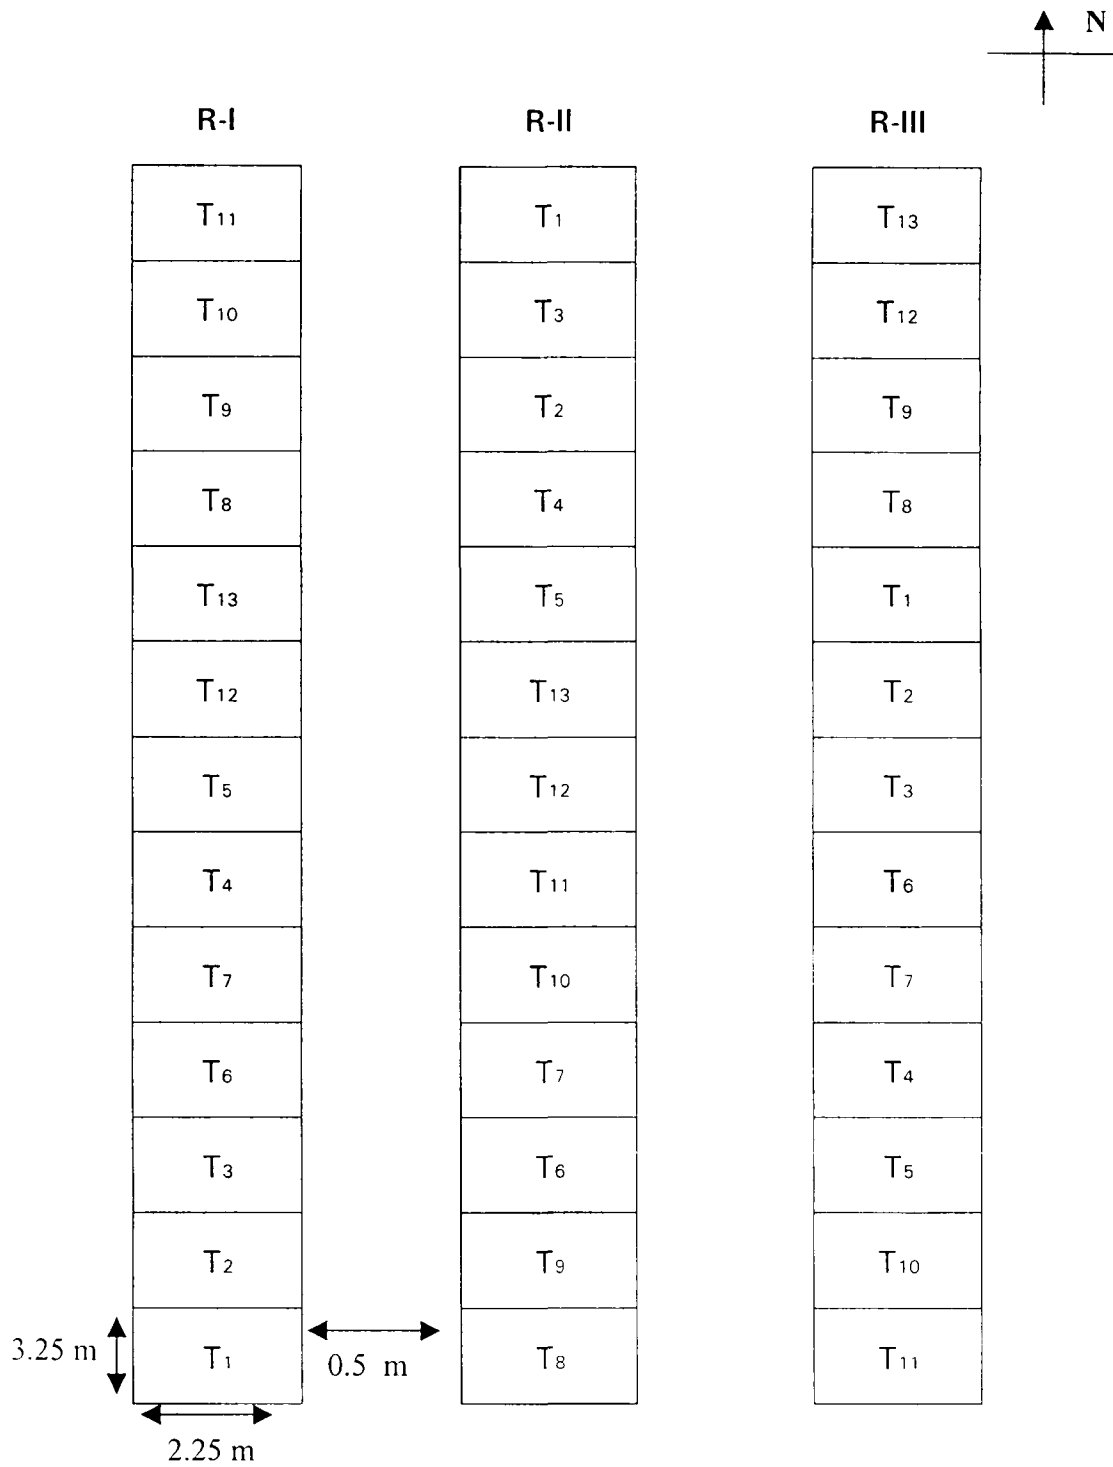 N
R-I R-II R-III
T11 T1 T13
T10 T3 T12
T9 T2 T9
T8 T4 T8
T13 T5 T1
T12 T13 T2
T5 T12 T3
T4 T11 T6
T7 T10 T7
T6 T7 T4
T3 T6 T5
T2 T9 T10
3.25 m T1 0.5 m T8 T11
2.25 m